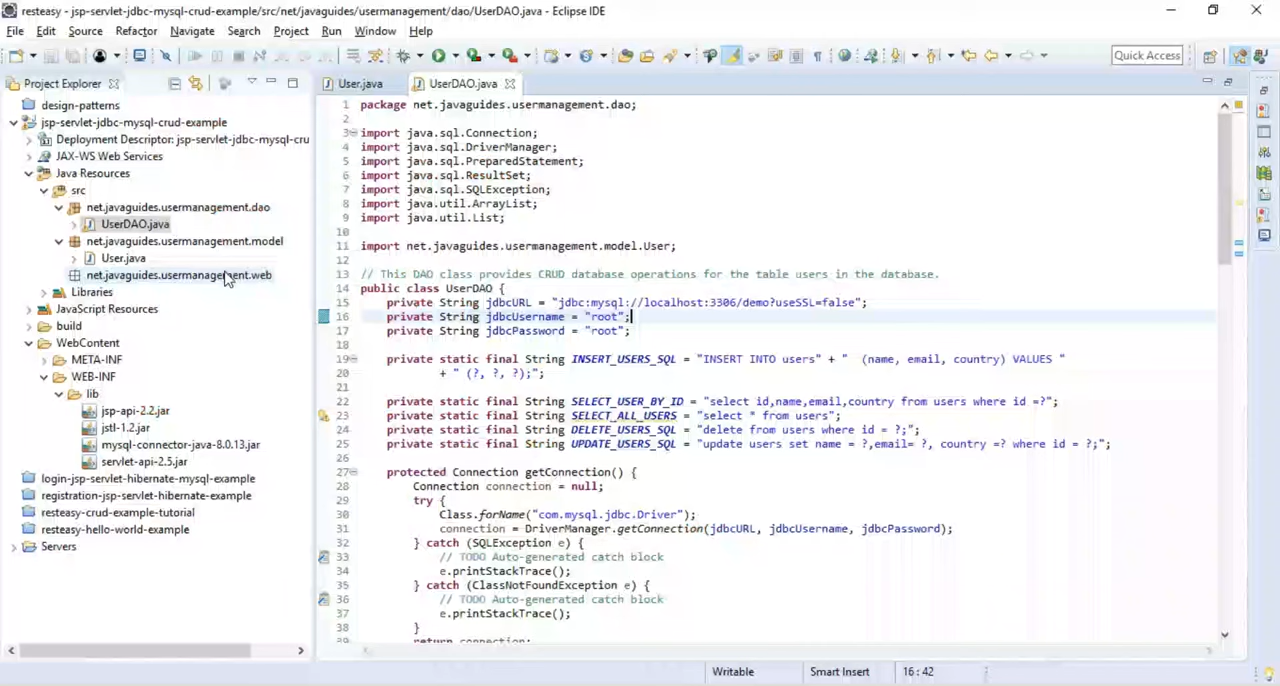 resteasy - jsp-servlet-jdbc-mysql-crud-example/src/net/javaguides/usermanagement/dao/UserDAO.java - Eclipse IDE
File Edit Source Refactor Navigate Search Project Run Window Help
Quick Access
Project Explorer
design-patterns
jsp-servlet-jdbc-mysql-crud-example
Deployment Descriptor: jsp-servlet-jdbc-mysql-cru
JAX-WS Web Services
Java Resources
src
net.javaguides.usermanagement.dao
UserDAO.java
net.javaguides.usermanagement.model
User.java
net.javaguides.usermanagement.web
Libraries
JavaScript Resources
build
WebContent
META-INF
WEB-INF
lib
jsp-api-2.2.jar
jstl-1.2.jar
mysql-connector-java-8.0.13.jar
servlet-api-2.5.jar
login-jsp-servlet-hibernate-mysql-example
registration-jsp-servlet-hibernate-example
resteasy-crud-example-tutorial
resteasy-hello-world-example
Servers
User.java UserDAO.java
1 package net.javaguides.usermanagement.dao;
2
3 import java.sql.Connection;
4 import java.sql.DriverManager;
5 import java.sql.PreparedStatement;
6 import java.sql.ResultSet;
7 import java.sql.SQLException;
8 import java.util.ArrayList;
9 import java.util.List;
10
11 import net.javaguides.usermanagement.model.User;
12
13 // This DAO class provides CRUD database operations for the table users in the database.
14 public class UserDAO {
15 private String jdbcURL = "jdbc:mysql://localhost:3306/demo?useSSL=false";
16 private String jdbcUsername = "root";
17 private String jdbcPassword = "root";
18
19 private static final String INSERT_USERS_SQL = "INSERT INTO users" + "  (name, email, country) VALUES "
20 + " (?, ?, ?);";
21
22 private static final String SELECT_USER_BY_ID = "select id,name,email,country from users where id =?";
23 private static final String SELECT_ALL_USERS = "select * from users";
24 private static final String DELETE_USERS_SQL = "delete from users where id = ?;";
25 private static final String UPDATE_USERS_SQL = "update users set name = ?,email= ?, country =? where id = ?;";
26
27 protected Connection getConnection() {
28 Connection connection = null;
29 try {
30 Class.forName("com.mysql.jdbc.Driver");
31 connection = DriverManager.getConnection(jdbcURL, jdbcUsername, jdbcPassword);
32 } catch (SQLException e) {
33 // TODO Auto-generated catch block
34 e.printStackTrace();
35 } catch (ClassNotFoundException e) {
36 // TODO Auto-generated catch block
37 e.printStackTrace();
38 }
39 return connection;
Writable Smart Insert 16 : 42